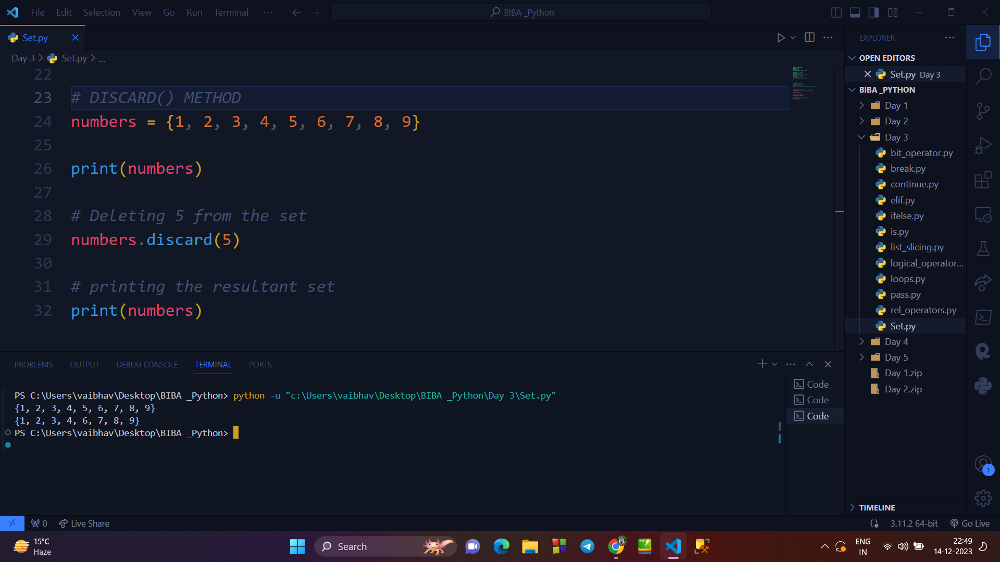 File Edit Selection View Go Run Terminal ··· BIBA _Python
Set.py
Day 3 > Set.py > ...
22
23 # DISCARD() METHOD
24 numbers = {1, 2, 3, 4, 5, 6, 7, 8, 9}
25
26 print(numbers)
27
28 # Deleting 5 from the set
29 numbers.discard(5)
30
31 # printing the resultant set
32 print(numbers)
PROBLEMS OUTPUT DEBUG CONSOLE TERMINAL PORTS
PS C:\Users\vaibhav\Desktop\BIBA _Python> python -u "c:\Users\vaibhav\Desktop\BIBA _Python\Day 3\Set.py"
{1, 2, 3, 4, 5, 6, 7, 8, 9}
{1, 2, 3, 4, 6, 7, 8, 9}
PS C:\Users\vaibhav\Desktop\BIBA _Python>
Code
Code
Code
EXPLORER
OPEN EDITORS
Set.py Day 3
BIBA _PYTHON
Day 1
Day 2
Day 3
bit_operator.py
break.py
continue.py
elif.py
ifelse.py
is.py
list_slicing.py
logical_operator...
loops.py
pass.py
rel_operators.py
Set.py
Day 4
Day 5
Day 1.zip
Day 2.zip
TIMELINE
1
0 Live Share 3.11.2 64-bit Go Live
15°C
Haze
Search
ENG
IN
22:49
14-12-2023